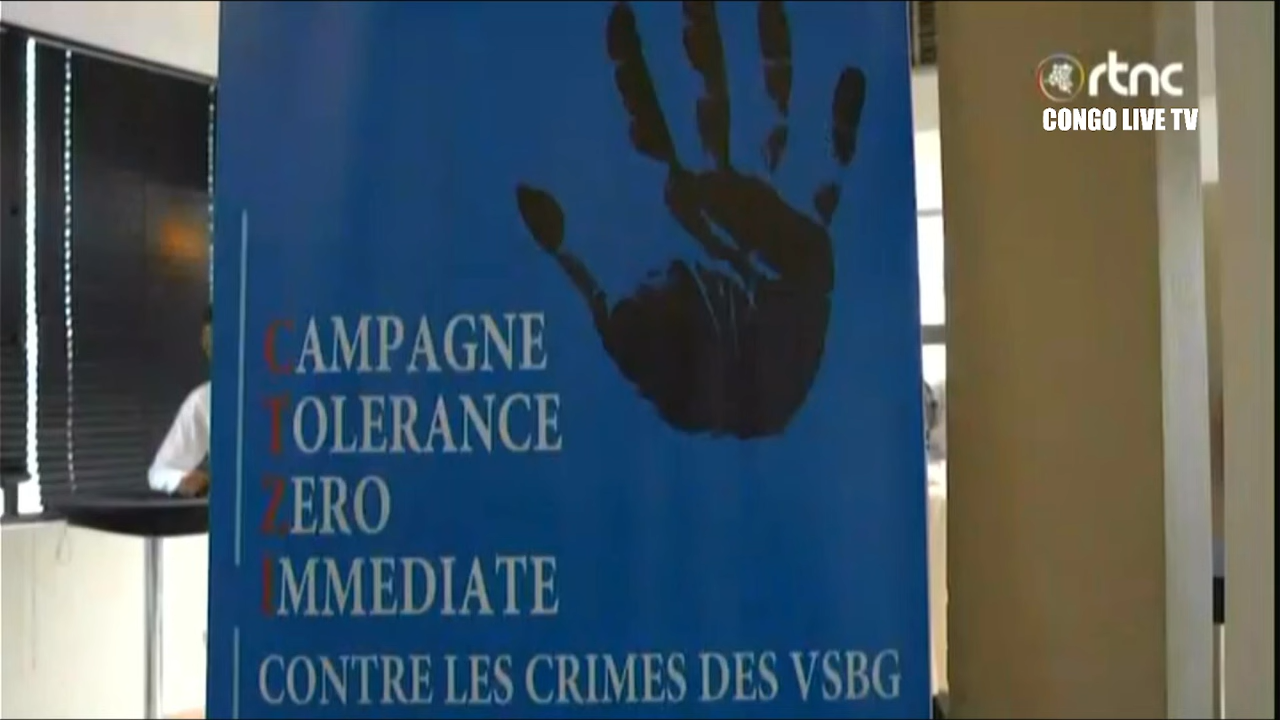 rtnc
CONGO LIVE TV
CAMPAGNE
TOLERANCE
ZERO
IMMEDIATE
CONTRE LES CRIMES DES VSBG